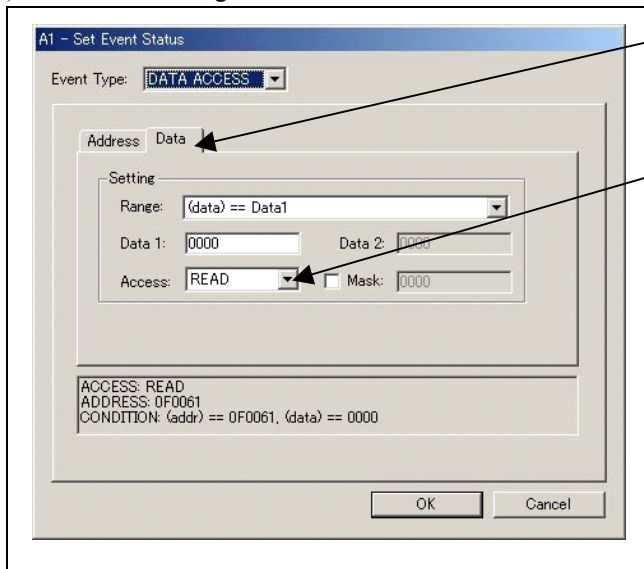 A1 - Set Event Status
Event Type: DATA ACCESS
Address Data
Setting
Range: (data) == Data1
Data 1: 0000 Data 2: 0000
Access: READ Mask: 0000
ACCESS: READ
ADDRESS: 0F0061
CONDITION: (addr) == 0F0061, (data) == 0000
OK Cancel